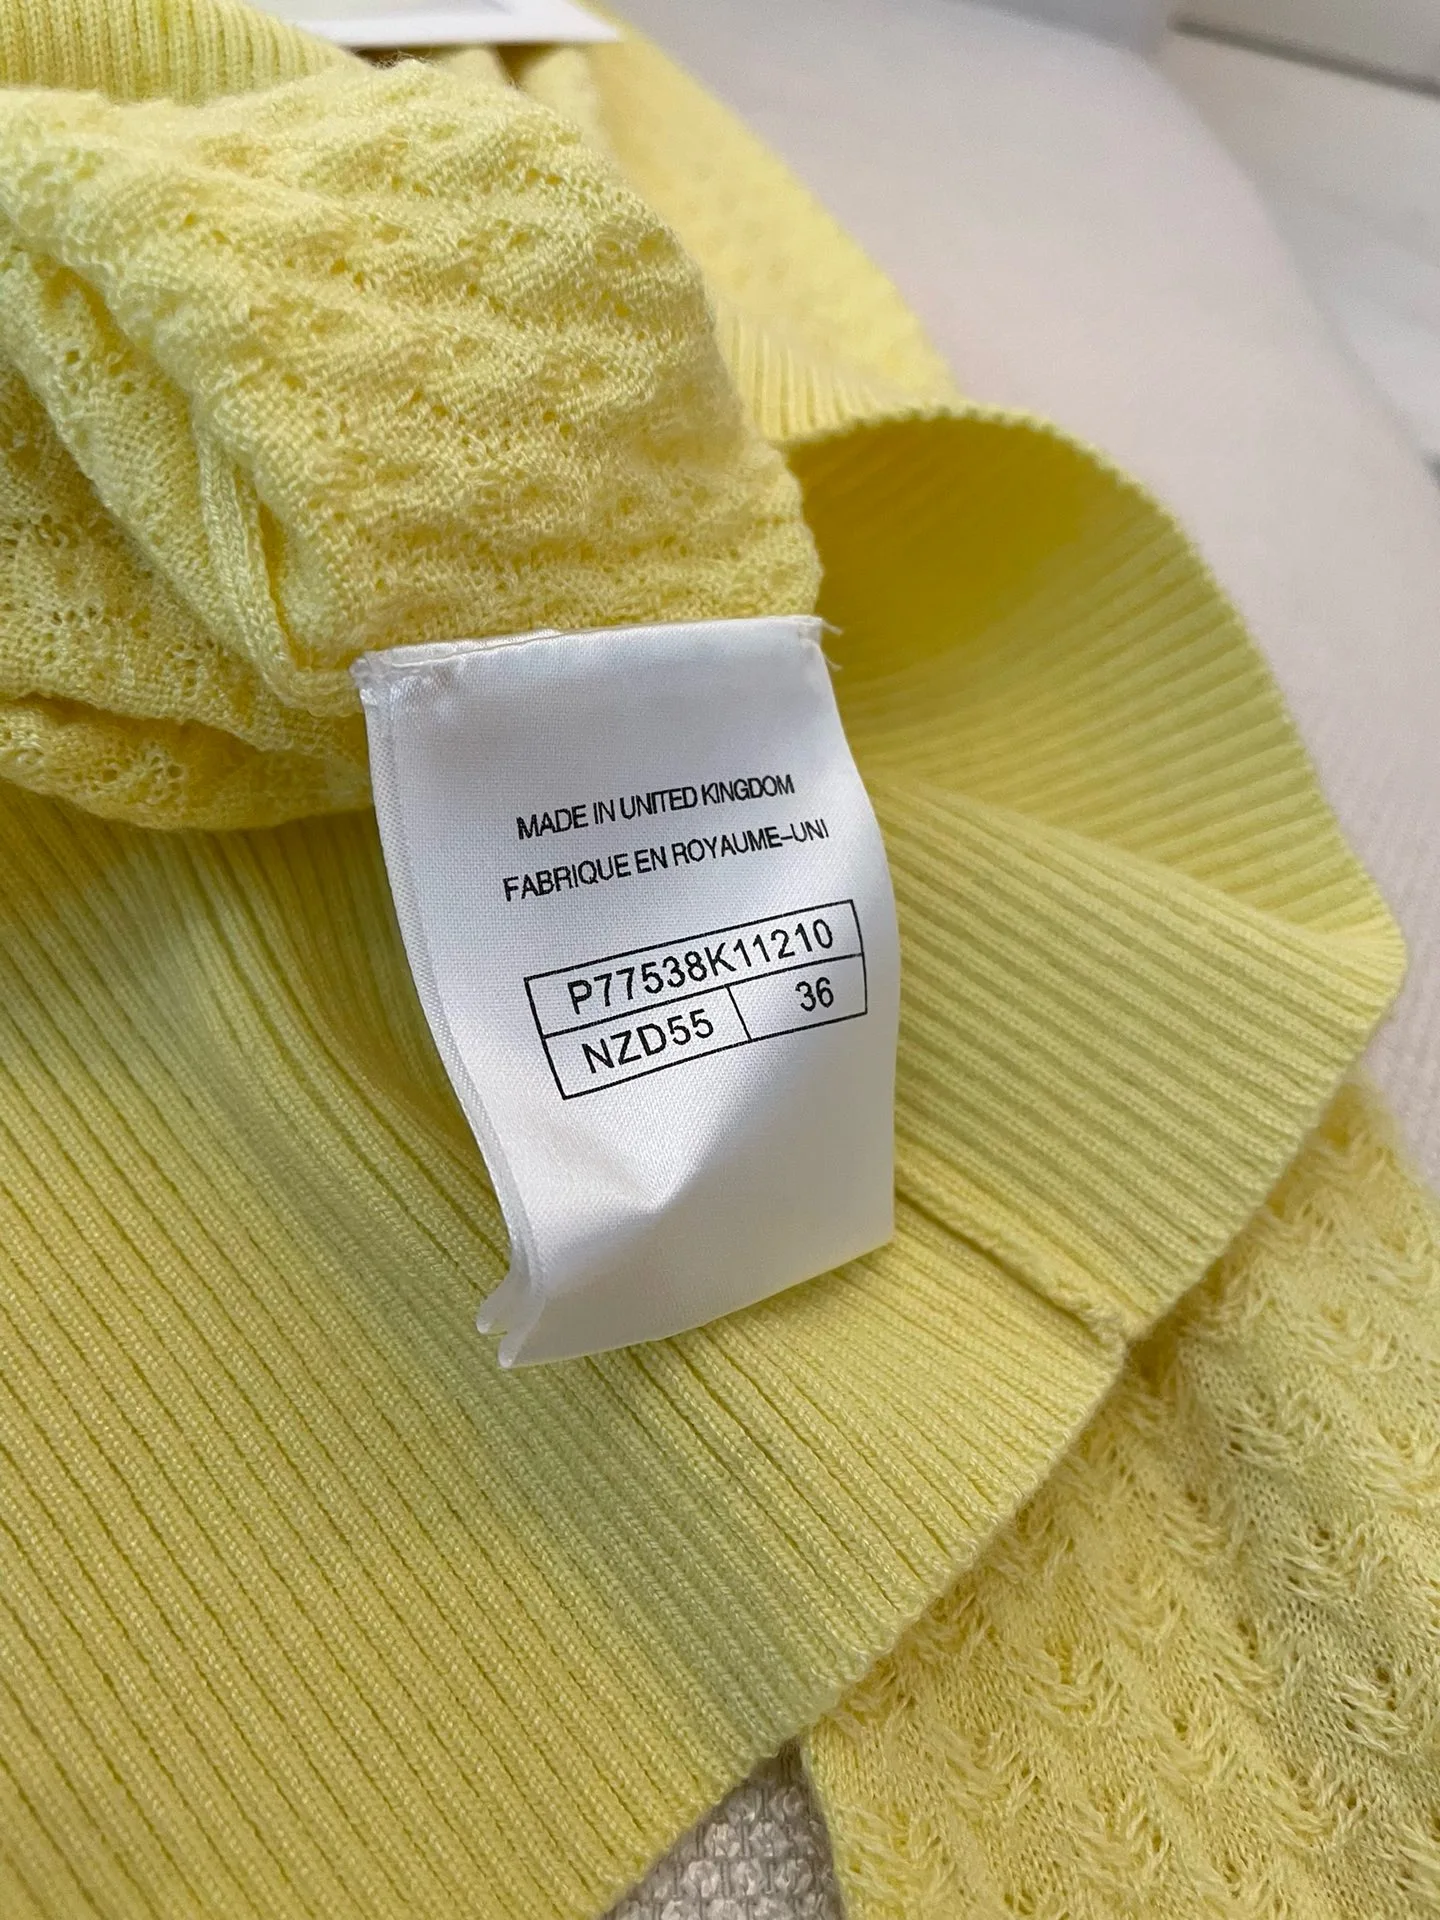 MADE IN UNITED KINGDOM
FABRIQUE EN ROYAUME-UNI
P77538K11210
NZD55 36